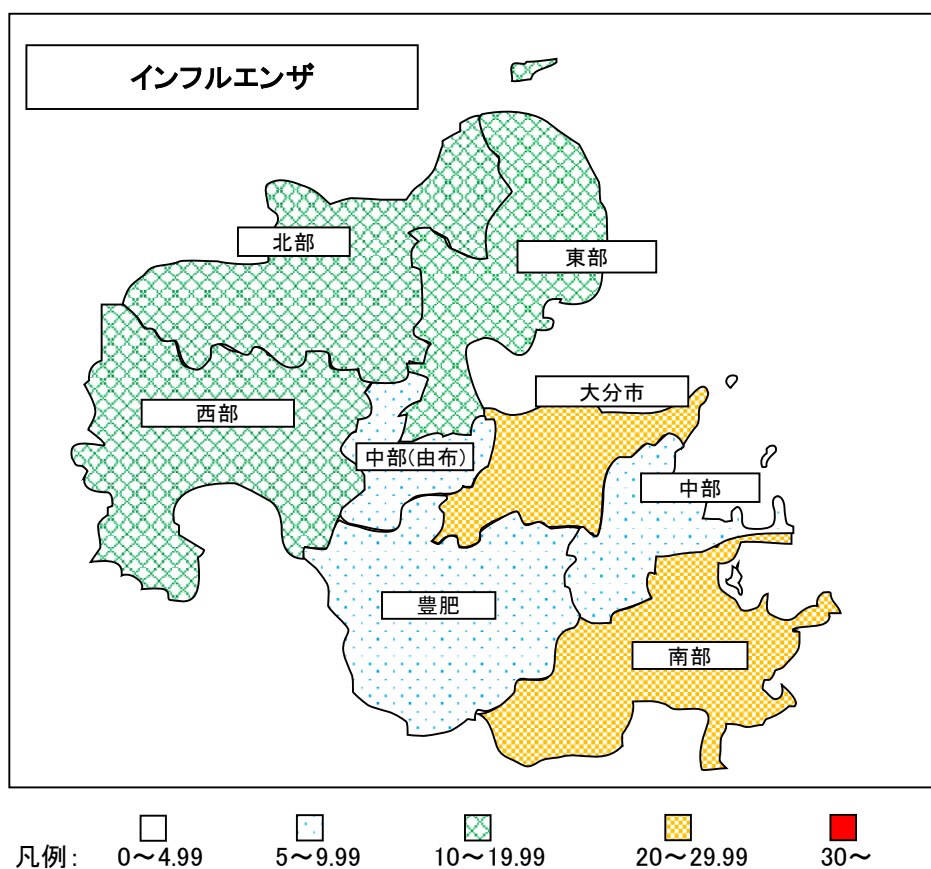 インフルエンザ
北部
東部
大分市
西部
中部(由布)
中部
豊肥
南部
凡例: 0～4.99 5～9.99 10～19.99 20～29.99 30～